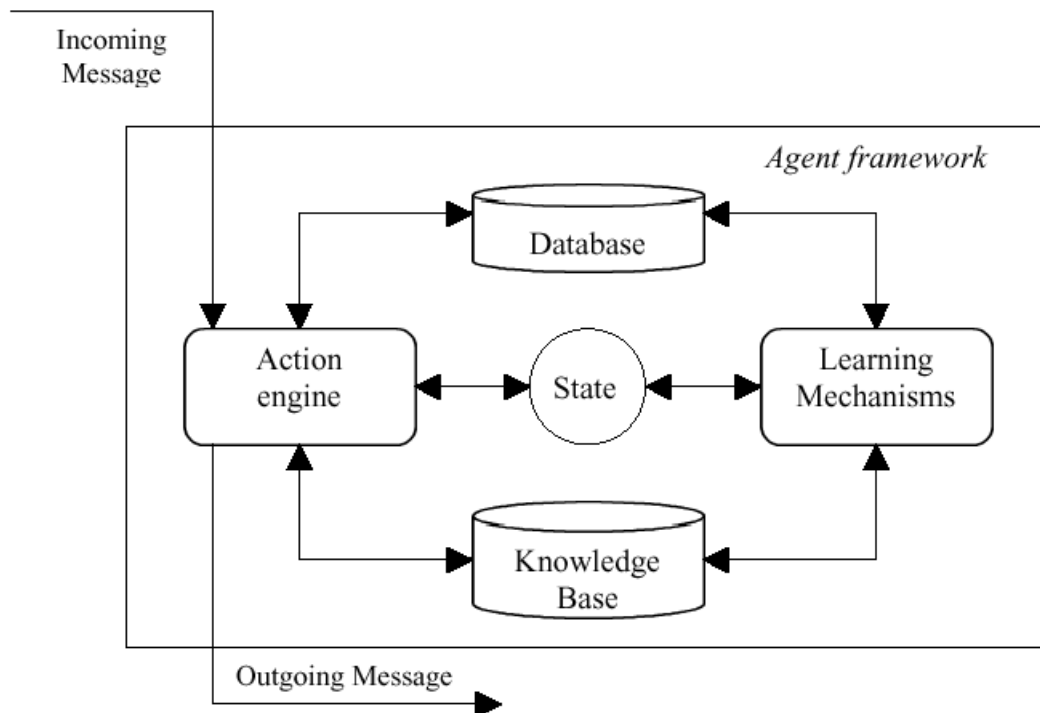 Incoming
Message
Agent framework
Database
Action
engine
State
Learning
Mechanisms
Knowledge
Base
Outgoing Message